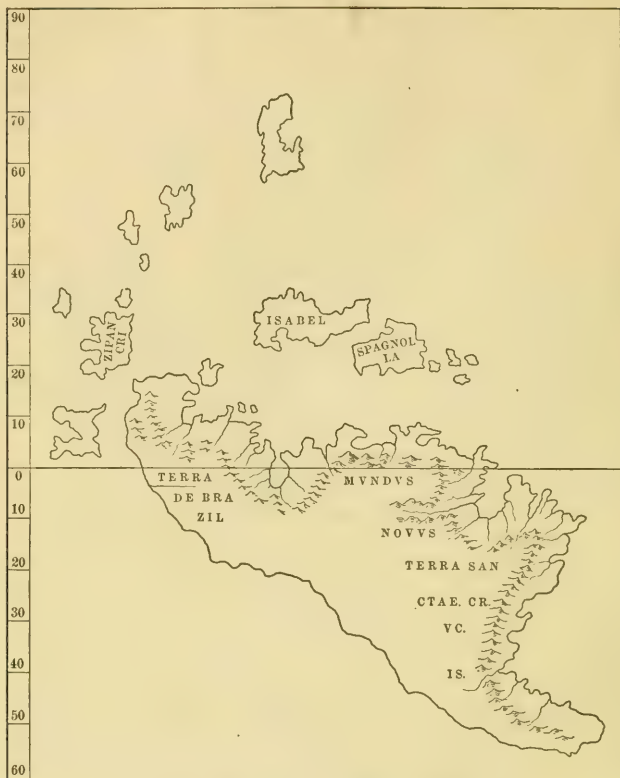 90
80
70
60
50
40
30
20
10
0
10
20
30
40
50
60
ISABEL
ZIPAN
CRI
SPAGNOL
LA
TERRA
DE BRA
ZIL
MVNDVS
NOVVS
TERRA SAN
CTAE. CR.
VC.
IS.